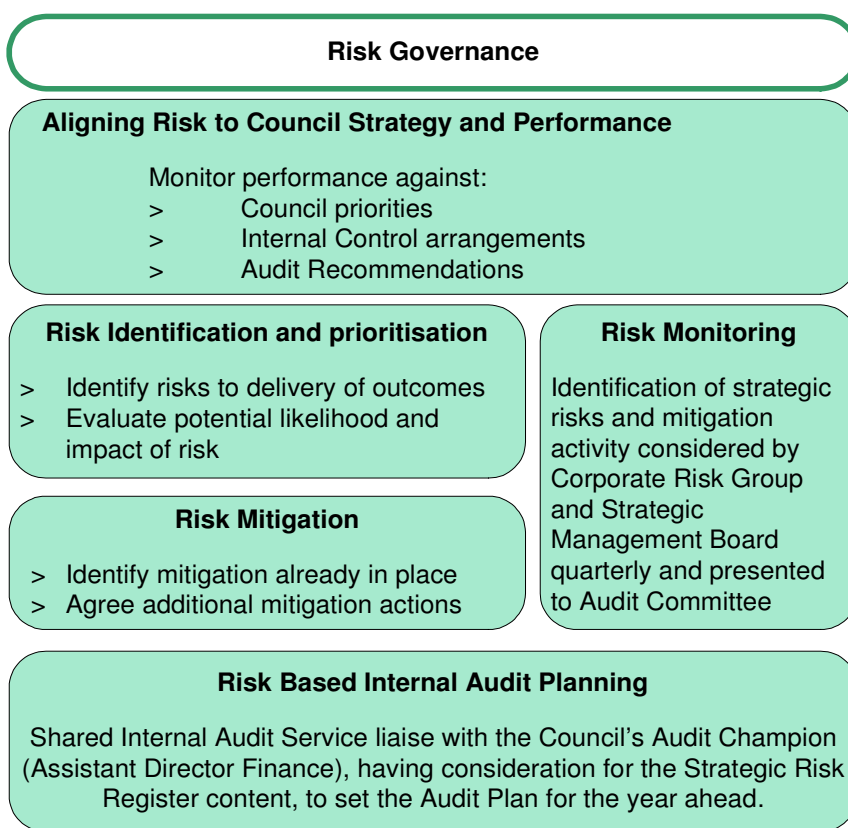 Risk Governance
Aligning Risk to Council Strategy and Performance
Monitor performance against:
> Council priorities
> Internal Control arrangements
> Audit Recommendations
Risk Identification and prioritisation
> Identify risks to delivery of outcomes
> Evaluate potential likelihood and
impact of risk
Risk Mitigation
> Identify mitigation already in place
> Agree additional mitigation actions
Risk Monitoring
Identification of strategic
risks and mitigation
activity considered by
Corporate Risk Group
and Strategic
Management Board
quarterly and presented
to Audit Committee
Risk Based Internal Audit Planning
Shared Internal Audit Service liaise with the Council’s Audit Champion
(Assistant Director Finance), having consideration for the Strategic Risk
Register content, to set the Audit Plan for the year ahead.